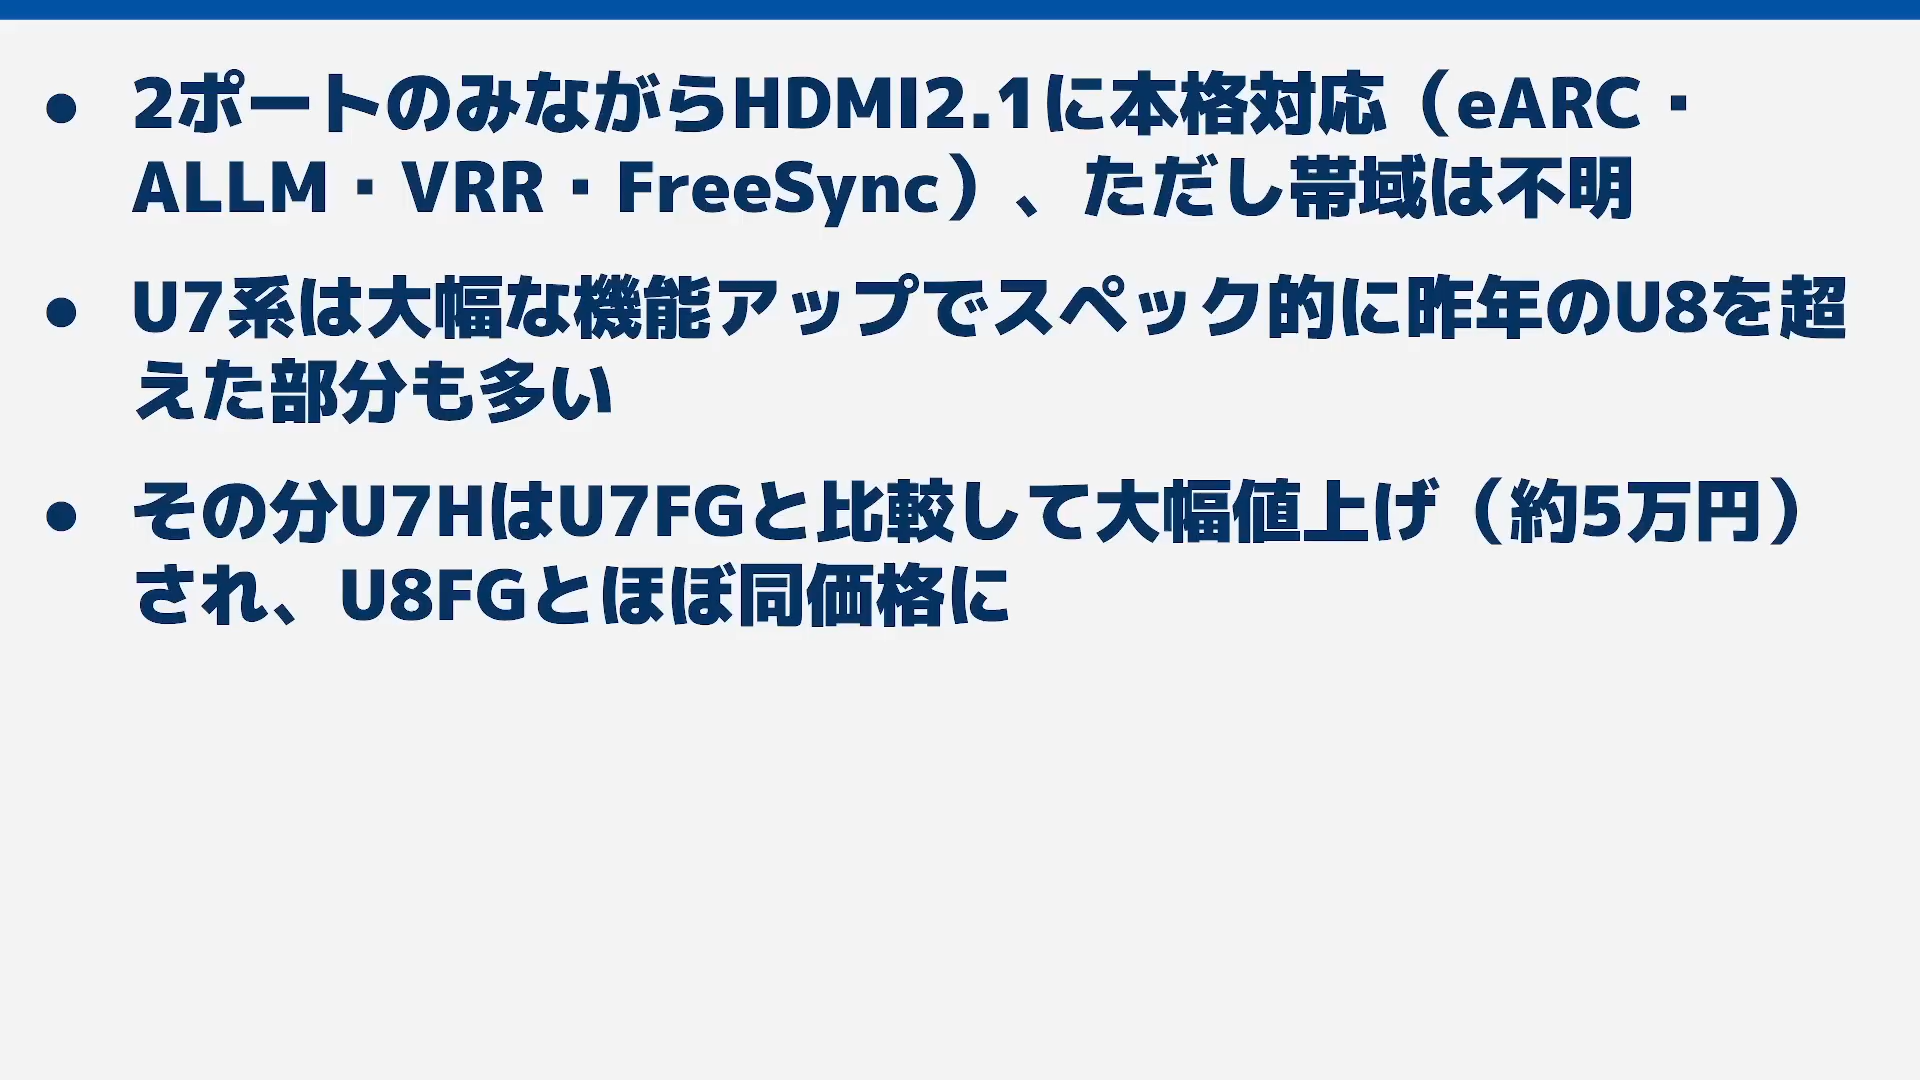 ● 2ポートのみながらHDMI2.1に本格対応（eARC・
ALLM・VRR・FreeSync）、ただし帯域は不明
● U7系は大幅な機能アップでスペック的に昨年のU8を超
えた部分も多い
● その分U7HはU7FGと比較して大幅値上げ（約5万円）
され、U8FGとほぼ同価格に